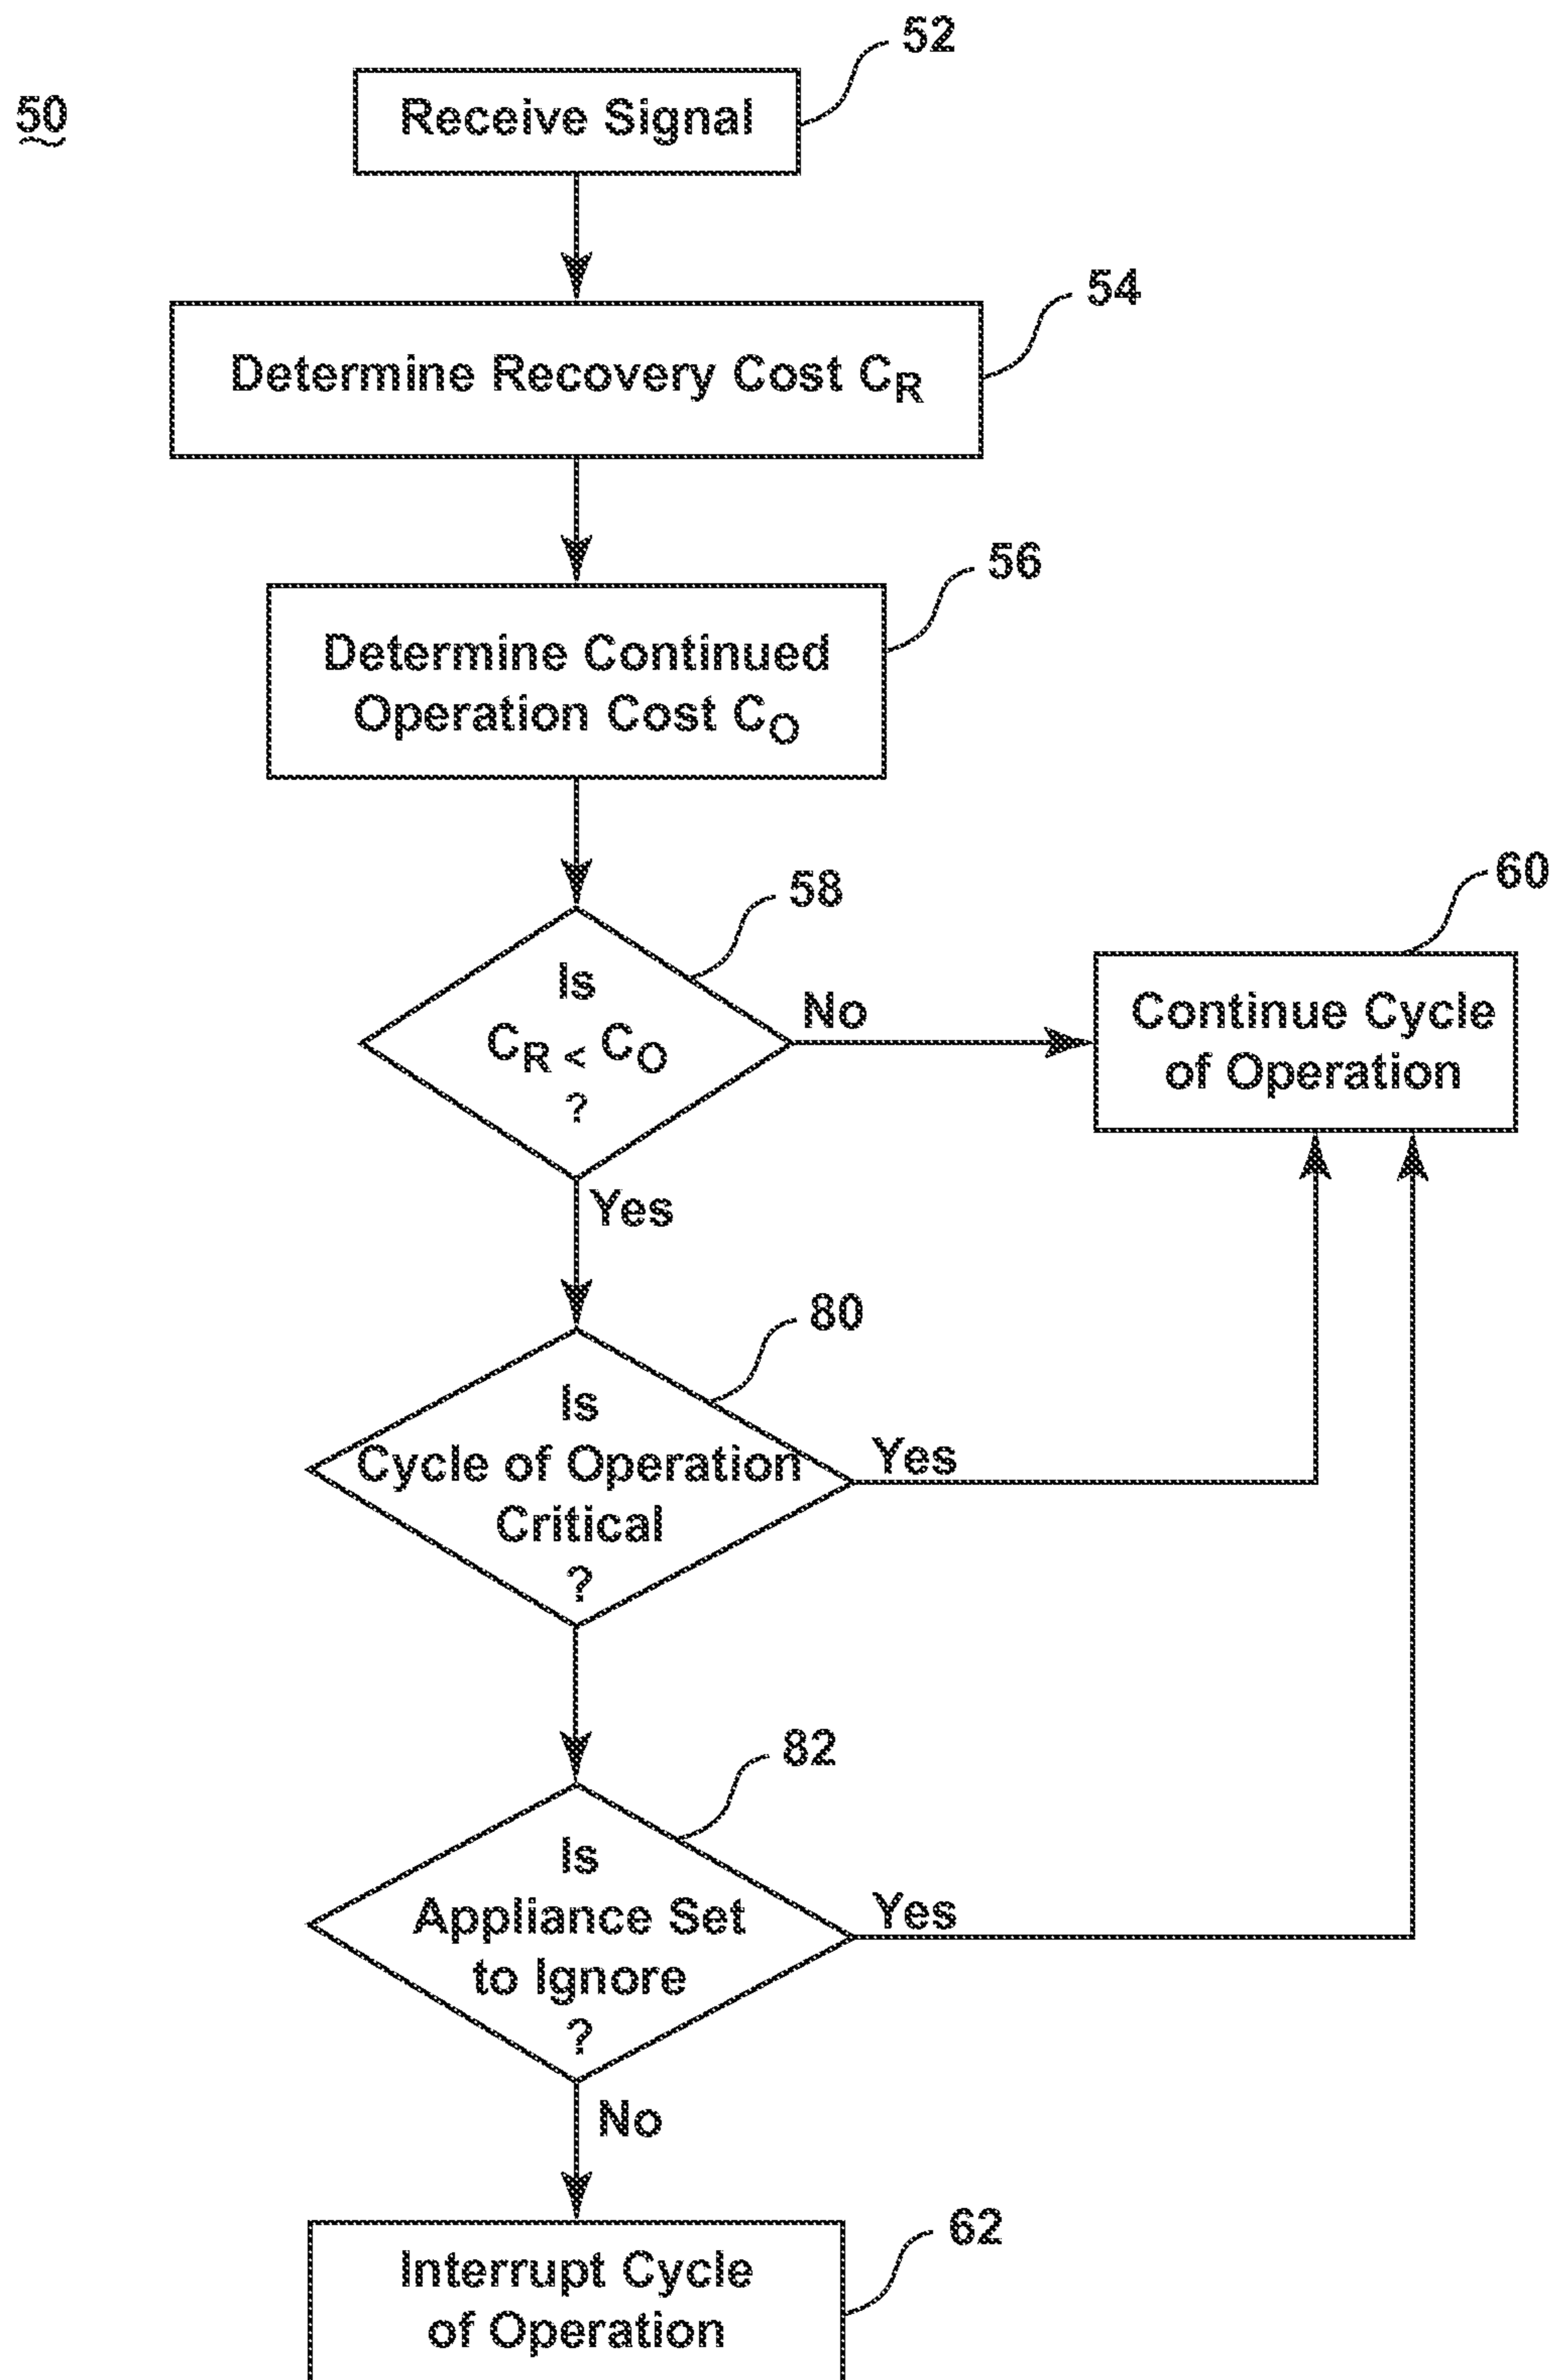 52
50
Receive Signal
54
Determine Recovery Cost CR
56
Determine Continued
Operation Cost CO
58
60
Is
CR < CO
?
No
Continue Cycle
of Operation
Yes
80
Is
Cycle of Operation
Critical
?
Yes
82
Is
Appliance Set
to Ignore
?
Yes
No
62
Interrupt Cycle
of Operation